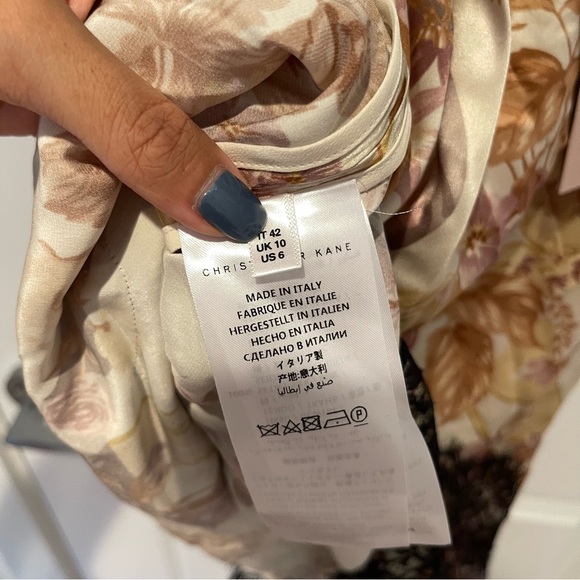 IT 42
UK 10
US 6
CHRIS R KANE
MADE IN ITALY
FABRIQUE EN ITALIE
HERGESTELLT IN ITALIEN
HECHO EN ITALIA
СДЕЛАНО В ИТАЛИИ
イタリア製
产地:意大利
صنع في إيطاليا